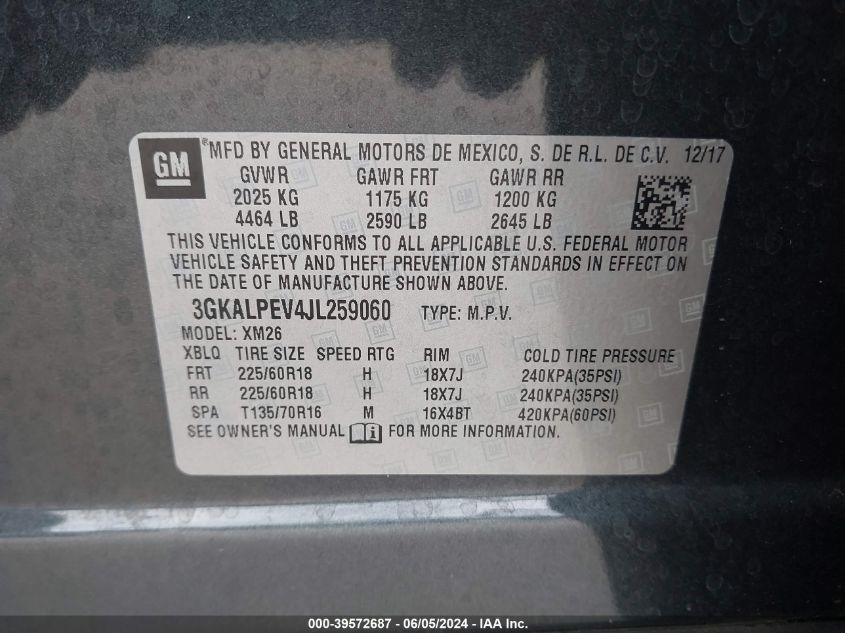 GM ® MFD BY GENERAL MOTORS DE MEXICO, S. DE R.L. DE C.V. 12/17
GVWR GAWR FRT GAWR RR
2025 KG 1175 KG 1200 KG
4464 LB 2590 LB 2645 LB
THIS VEHICLE CONFORMS TO ALL APPLICABLE U.S. FEDERAL MOTOR
VEHICLE SAFETY AND THEFT PREVENTION STANDARDS IN EFFECT ON
THE DATE OF MANUFACTURE SHOWN ABOVE.
3GKALPEV4JL259060 TYPE: M.P.V.
MODEL: XM26
XBLQ TIRE SIZE SPEED RTG RIM COLD TIRE PRESSURE
FRT 225/60R18 H 18X7J 240KPA(35PSI)
RR 225/60R18 H 18X7J 240KPA(35PSI)
SPA T135/70R16 M 16X4BT 420KPA(60PSI)
SEE OWNER'S MANUAL i FOR MORE INFORMATION.
000-39572687 - 06/05/2024 - IAA Inc.